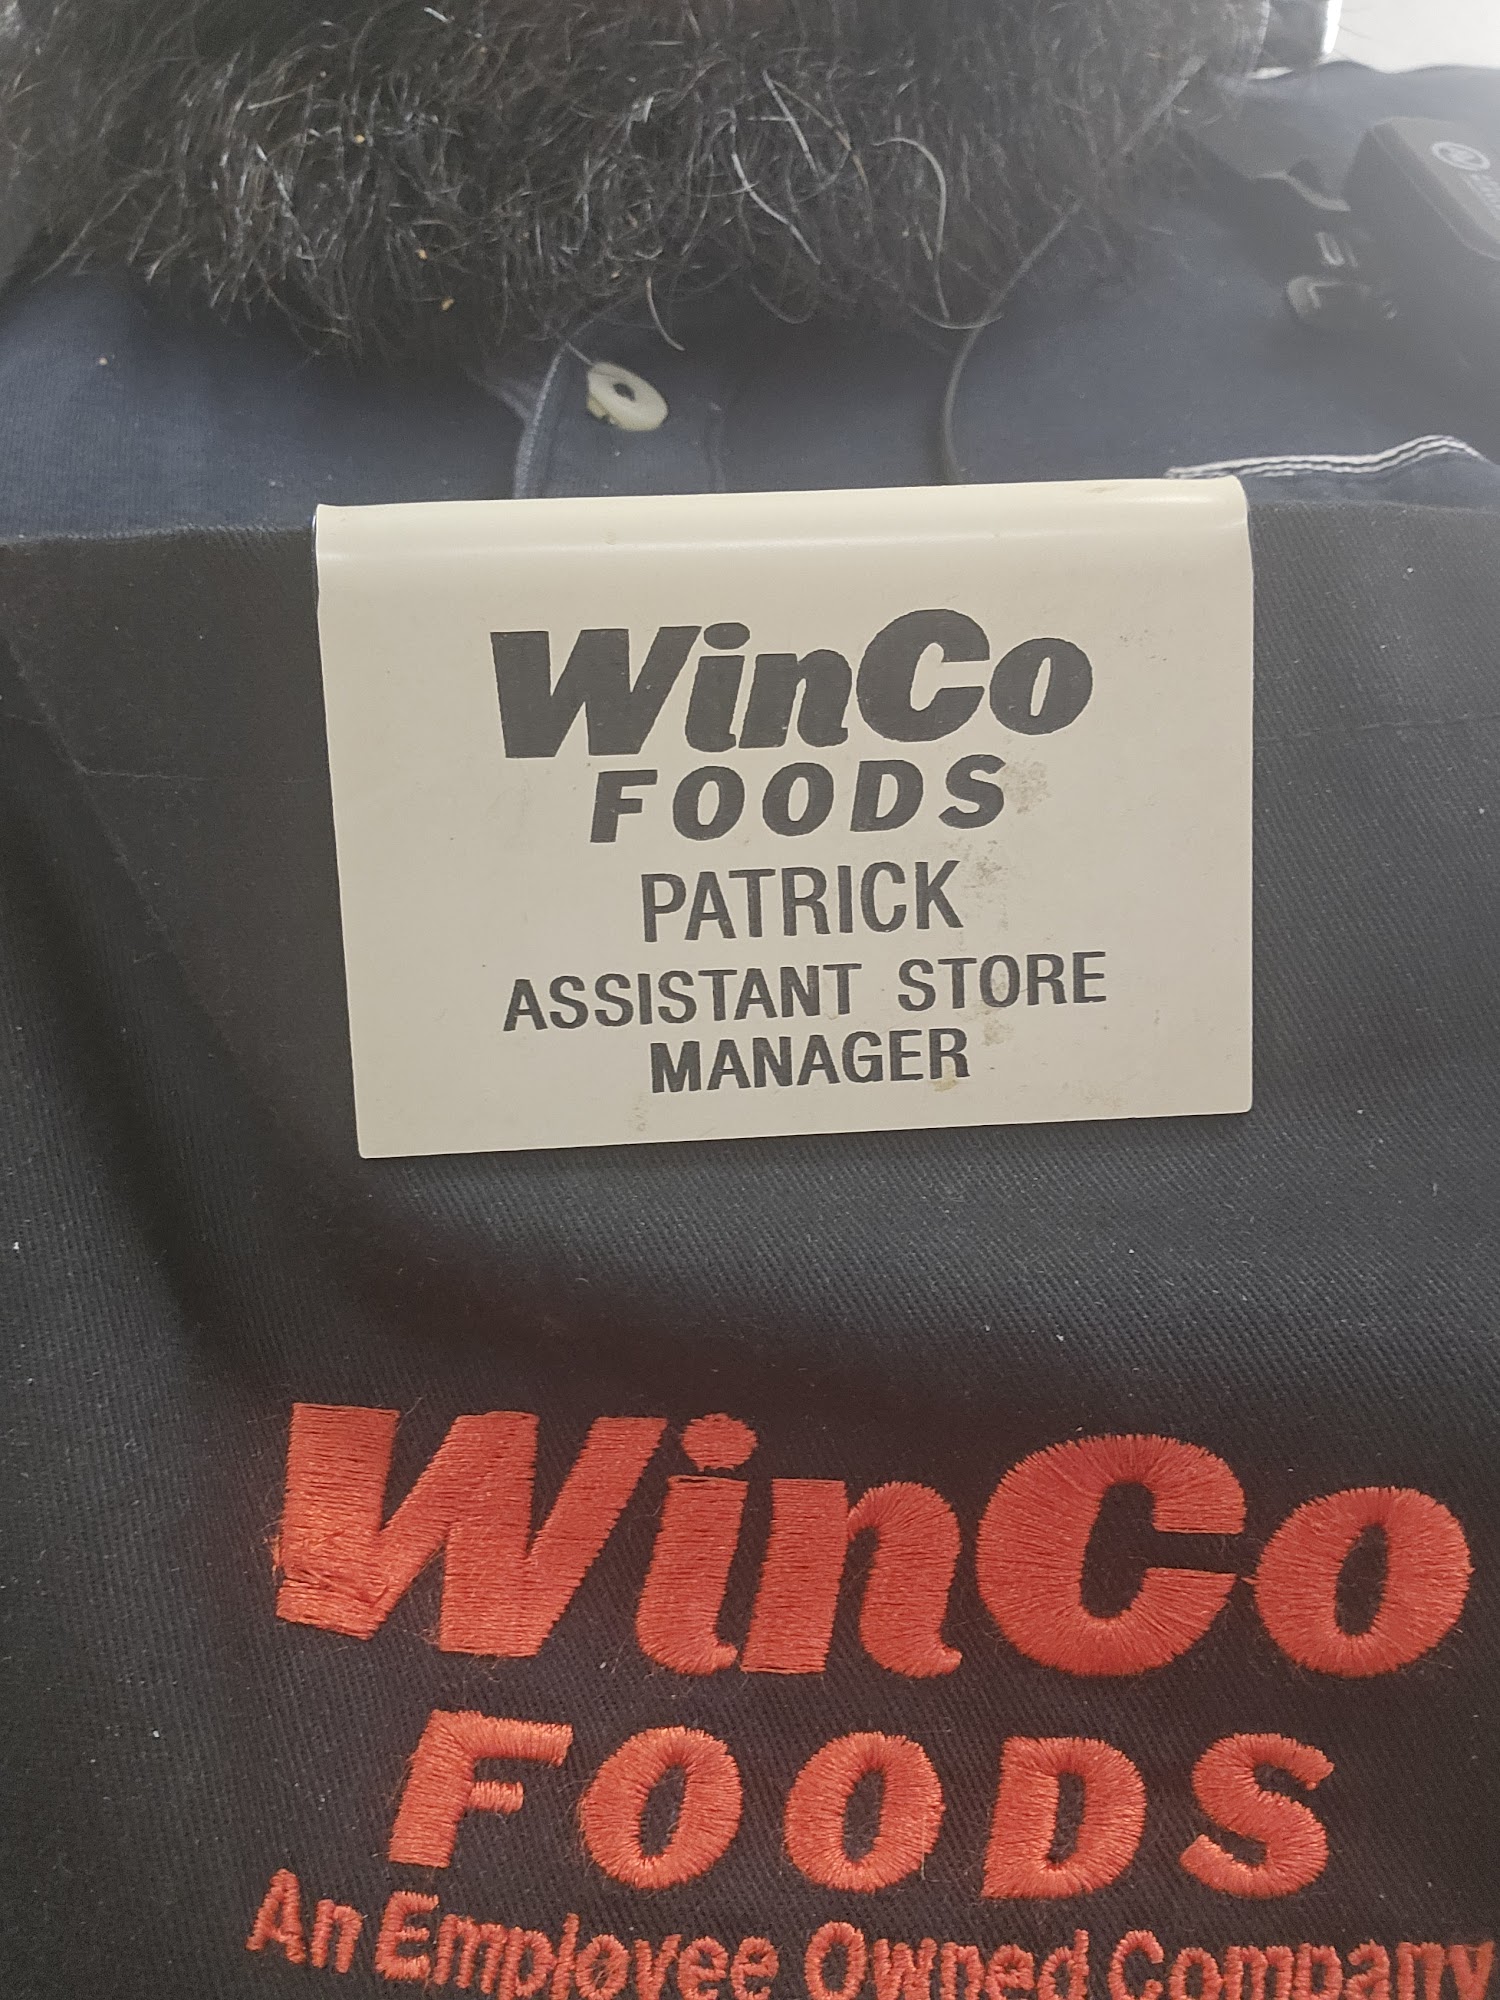 WinCo
FOODS
PATRICK
ASSISTANT STORE
MANAGER
WinCo
FOODS
An Employee Owned Company